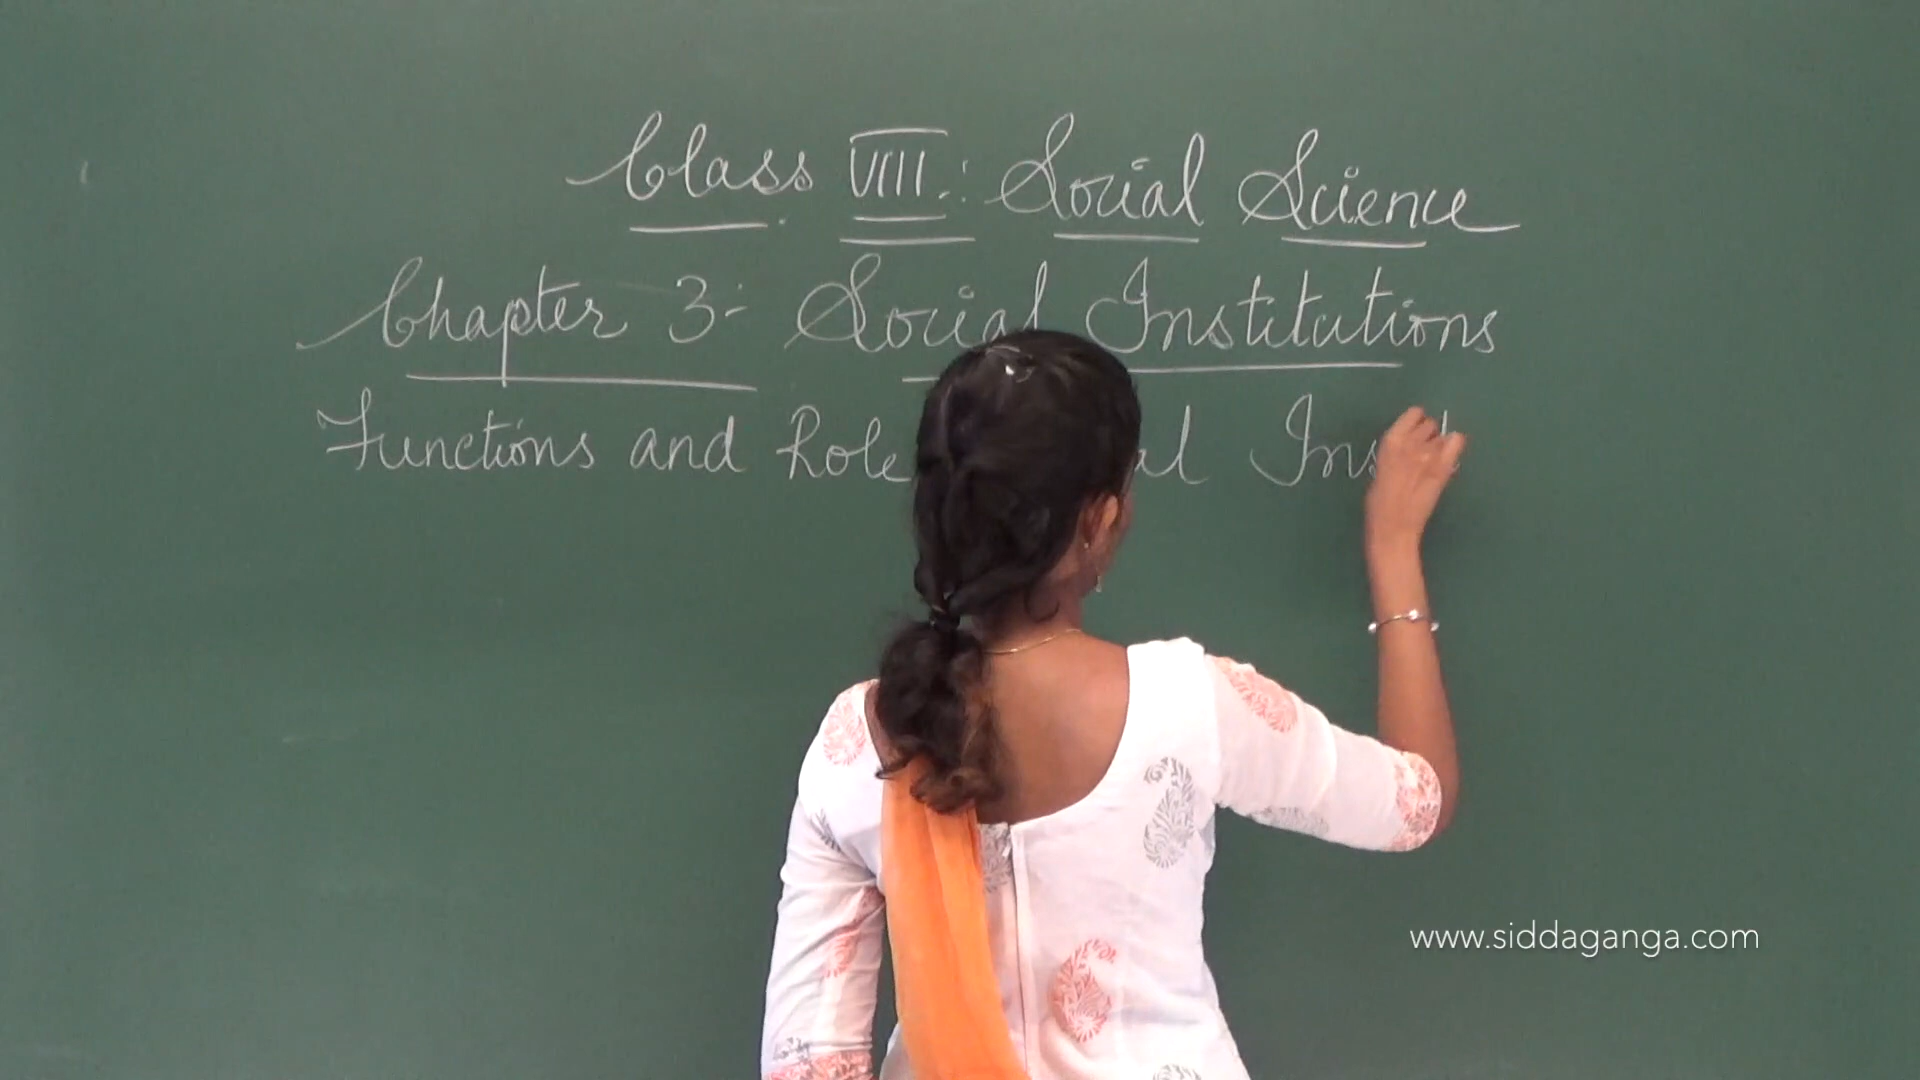 Class VIII.: Social Science
Chapter 3:- Social Institutions
Functions and Role
www.siddaganga.com